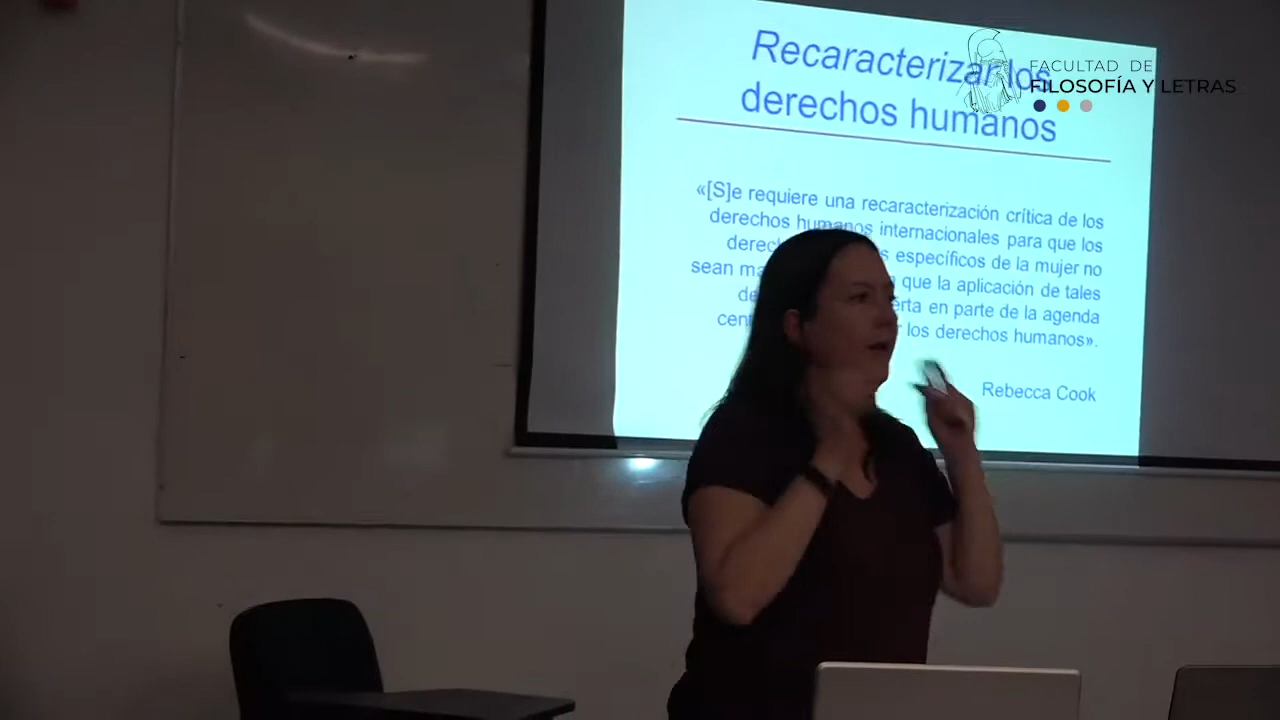 Recaracterizar los
derechos humanos
FACULTAD DE
FILOSOFÍA Y LETRAS
«[S]e requiere una recaracterización crítica de los
derechos humanos internacionales para que los
específicos de la mujer no
sean que la aplicación de tales
en parte de la agenda
los derechos humanos».
Rebecca Cook